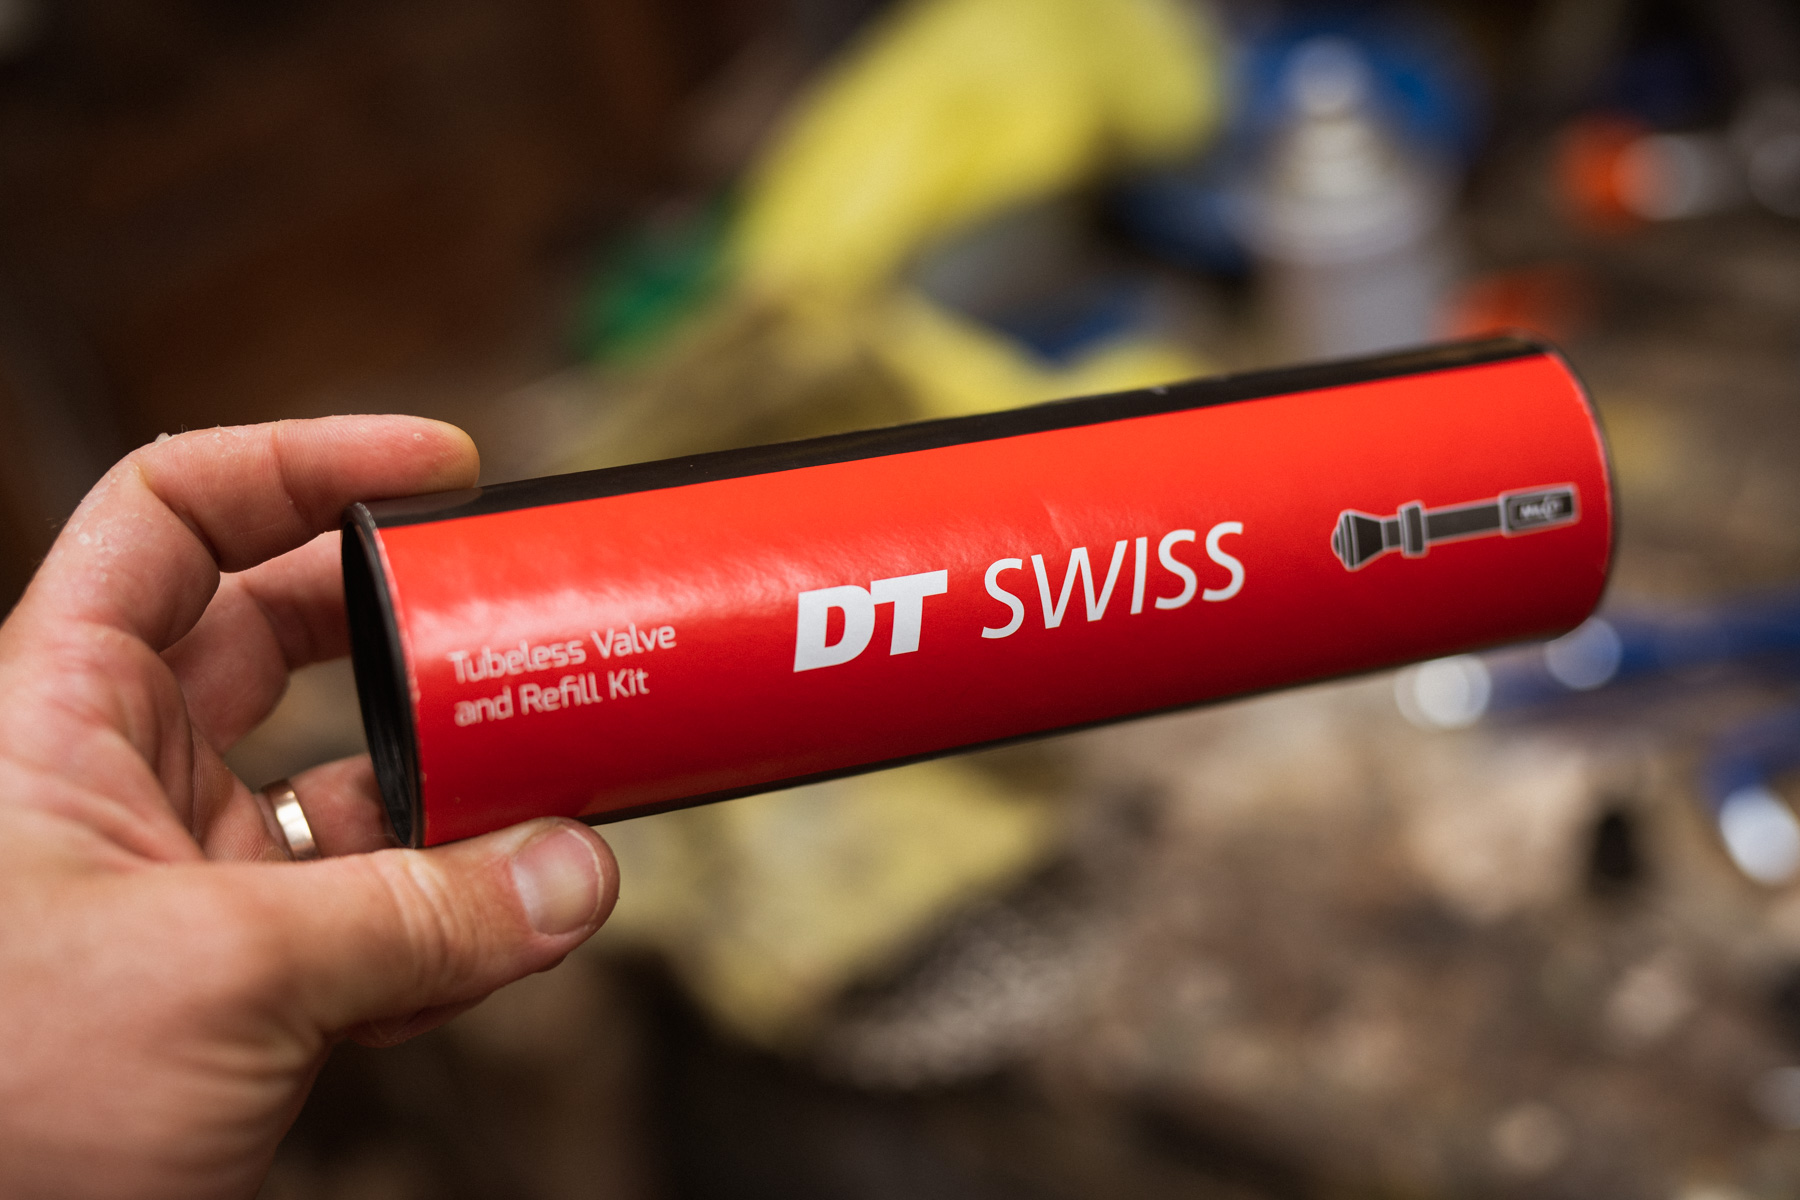 Tubeless Valve
and Refill Kit
DT SWISS